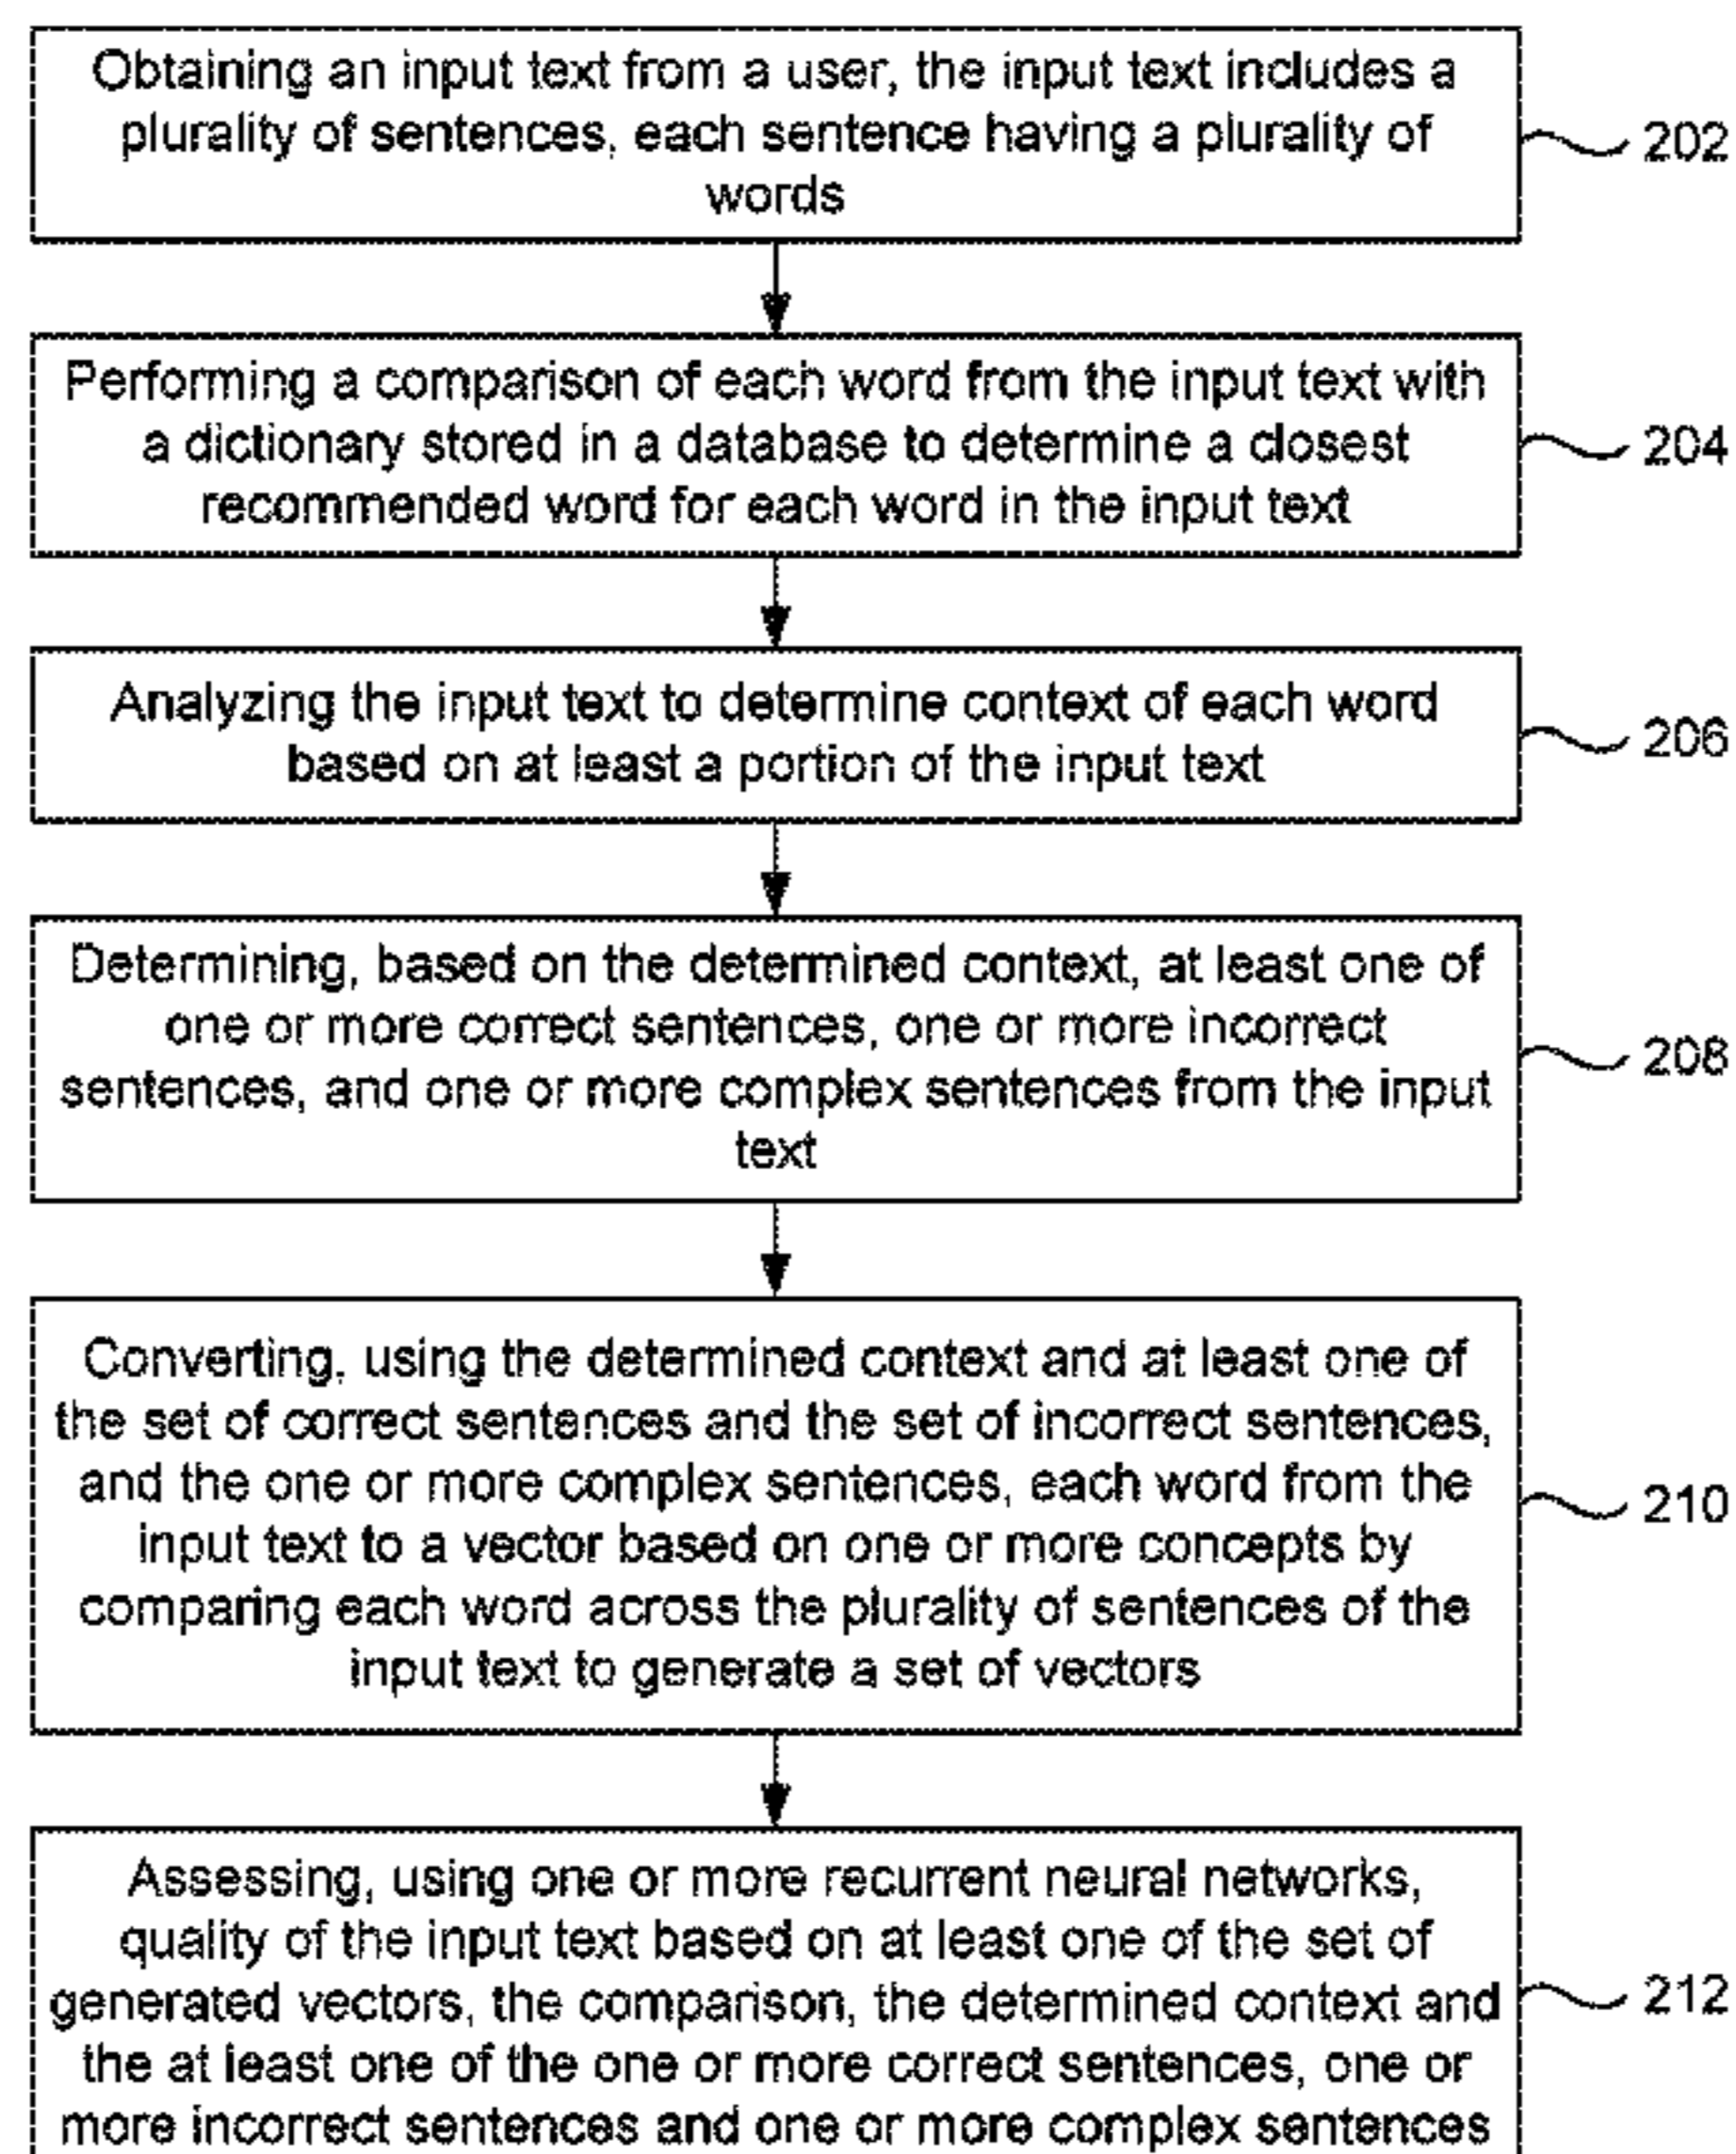 Obtaining an input text from a user, the input text includes a
plurality of sentences, each sentence having a plurality of
words
202
Performing a comparison of each word from the input text with
a dictionary stored in a database to determine a closest
recommended word for each word in the input text
204
Analyzing the input text to determine context of each word
based on at least a portion of the input text
206
Determining, based on the determined context, at least one of
one or more correct sentences, one or more incorrect
sentences, and one or more complex sentences from the input
text
208
Converting, using the determined context and at least one of
the set of correct sentences and the set of incorrect sentences,
and the one or more complex sentences, each word from the
input text to a vector based on one or more concepts by
comparing each word across the plurality of sentences of the
input text to generate a set of vectors
210
Assessing, using one or more recurrent neural networks,
quality of the input text based on at least one of the set of
generated vectors, the comparison, the determined context and
the at least one of the one or more correct sentences, one or
more incorrect sentences and one or more complex sentences
212